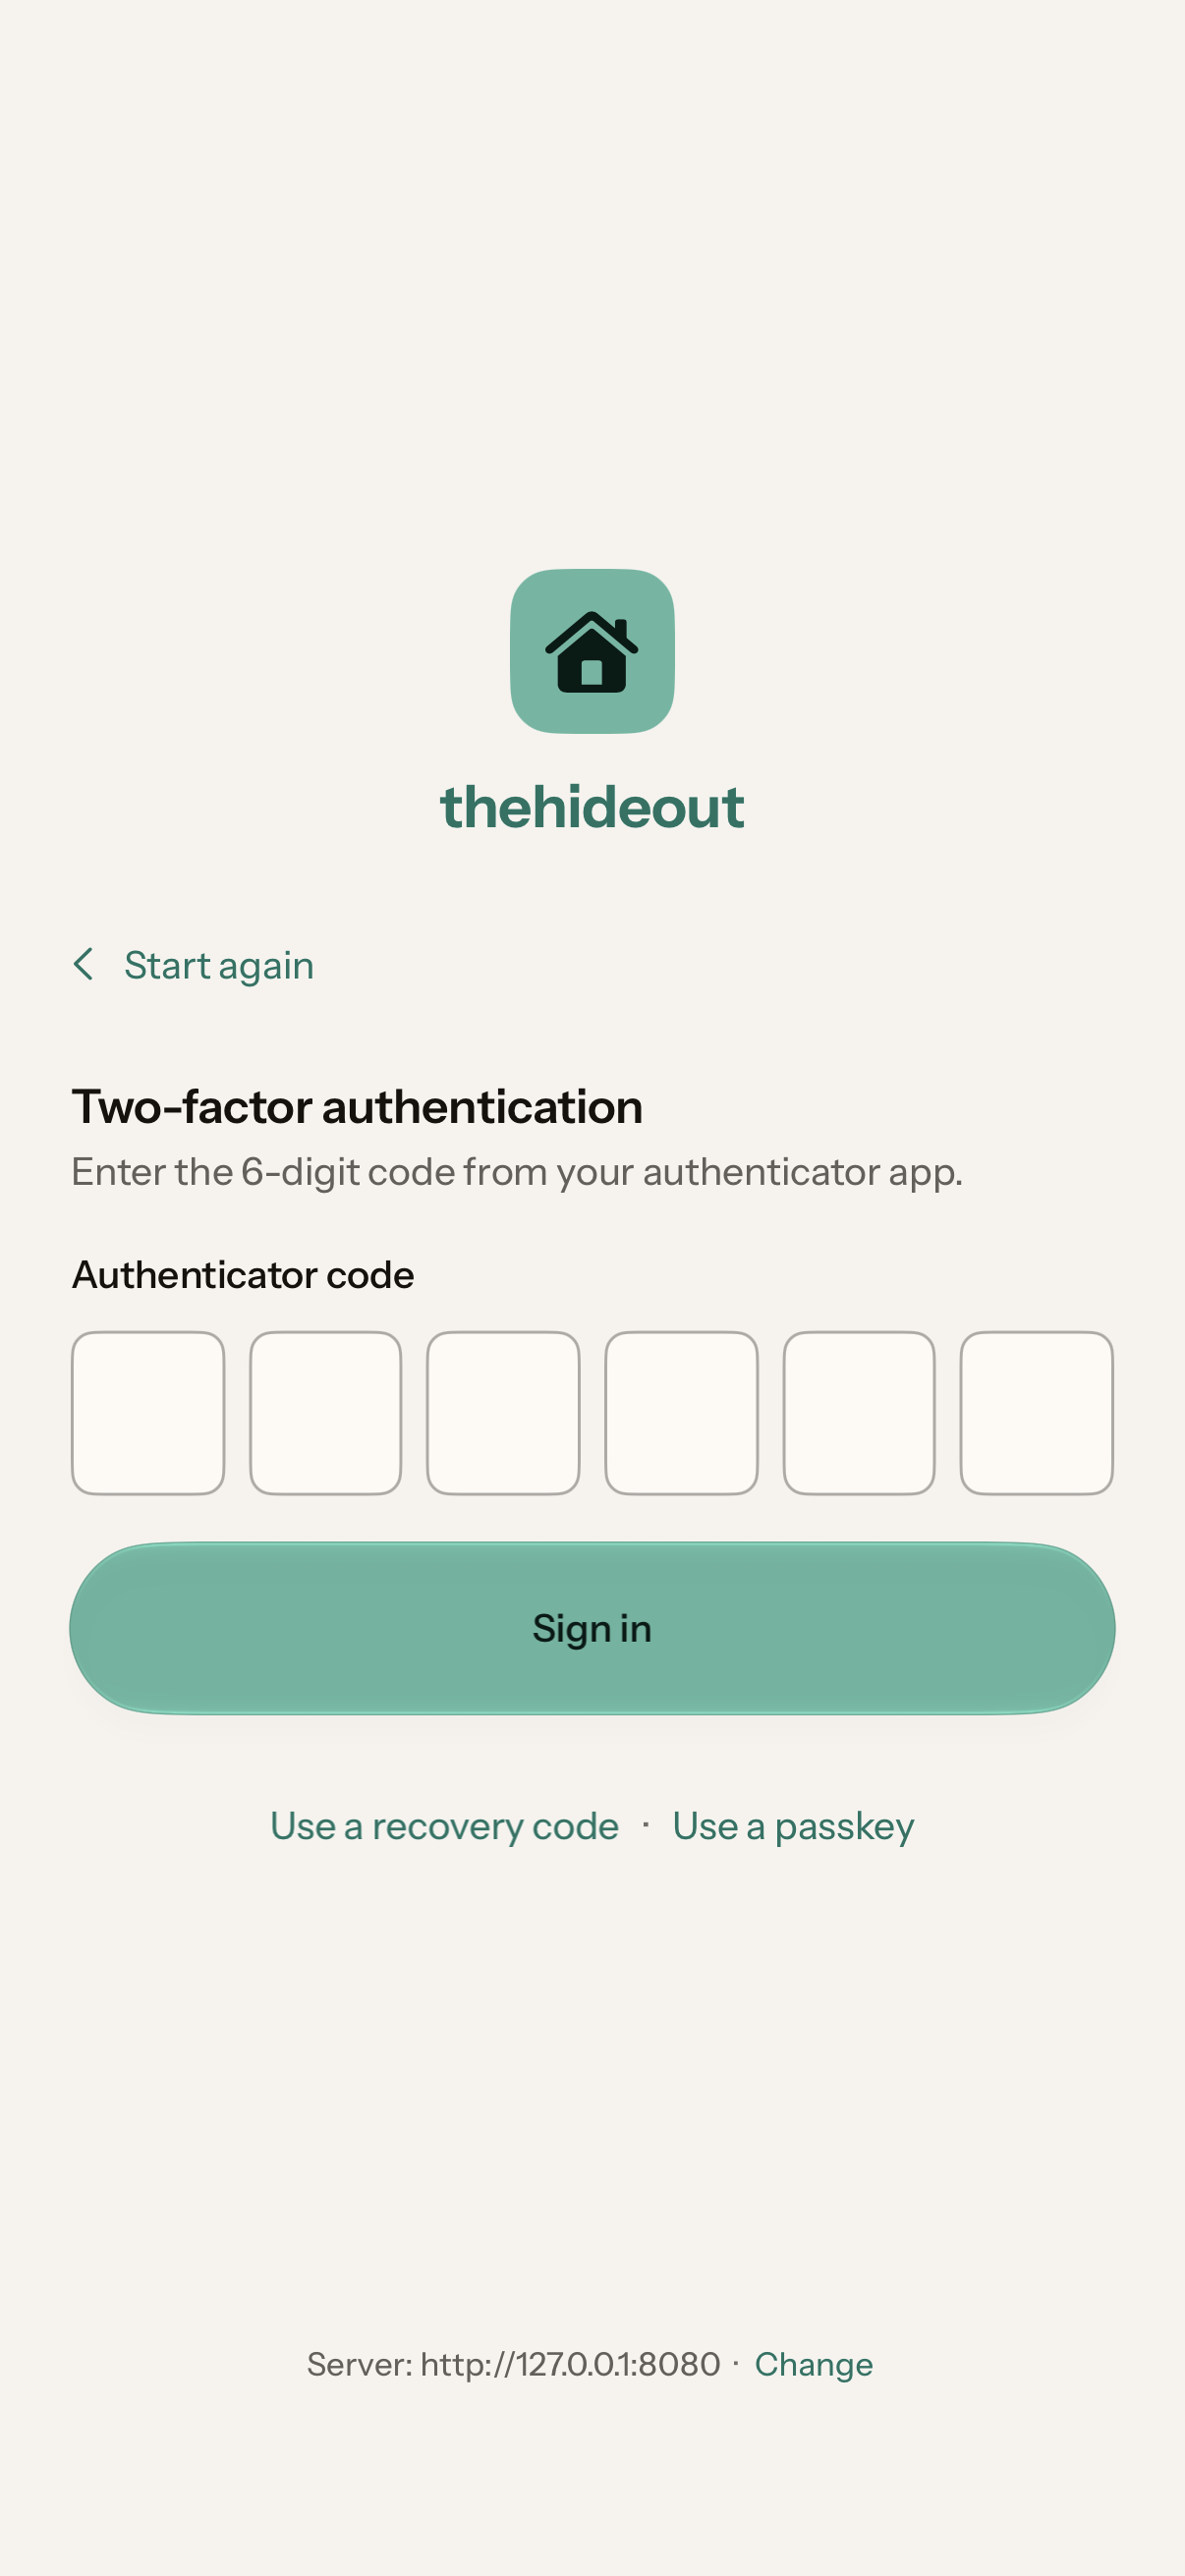 thehideout
Start again
Two-factor authentication
Enter the 6-digit code from your authenticator app.
Authenticator code
Sign in
Use a recovery code · Use a passkey
Server: http://127.0.0.1:8080 · Change